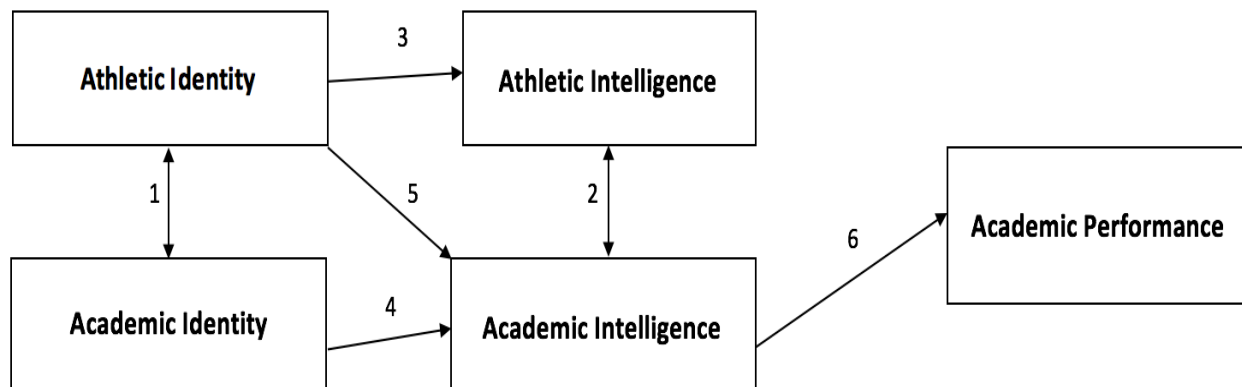 3
Athletic Identity
Athletic Intelligence
1
5
2
Academic Performance
6
4
Academic Identity
Academic Intelligence